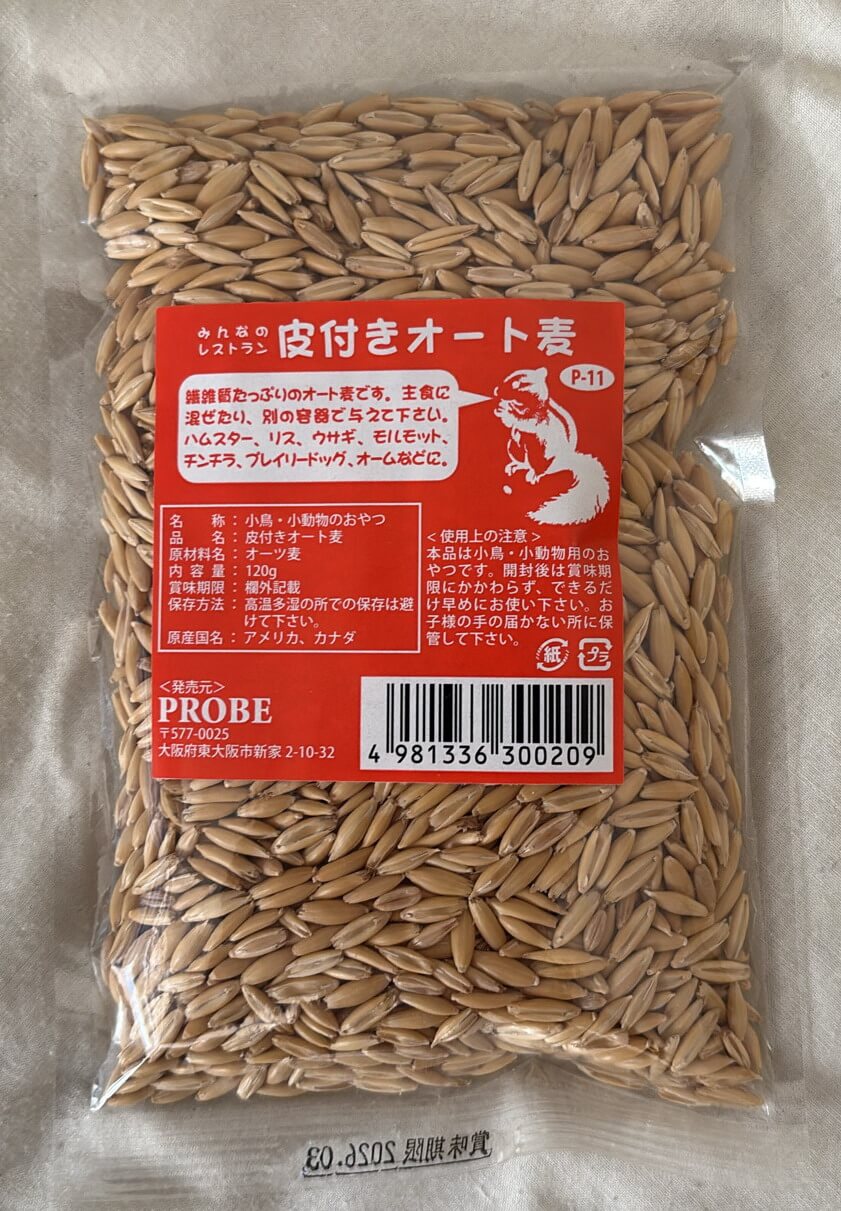 みんなの
レストラン
皮付きオート麦
P-11
繊維質たっぷりのオート麦です。主食に
混ぜたり、別の容器で与えて下さい。
ハムスター、リス、ウサギ、モルモット、
チンチラ、プレイリードッグ、オームなどに。
名　称：小鳥・小動物のおやつ
品　名：皮付きオート麦
原材料名：オーツ麦
内容量：120g
賞味期限：欄外記載
保存方法：高温多湿の所での保存は避
けて下さい。
原産国名：アメリカ、カナダ
＜使用上の注意＞
本品は小鳥・小動物用のお
やつです。開封後は賞味期
限にかかわらず、できるだ
け早めにお使い下さい。お
子様の手の届かない所に保
管して下さい。
紙
プラ
＜発売元＞
PROBE
〒577-0025
大阪府東大阪市新家 2-10-32
4 981336 300209
賞味期限 2026.03